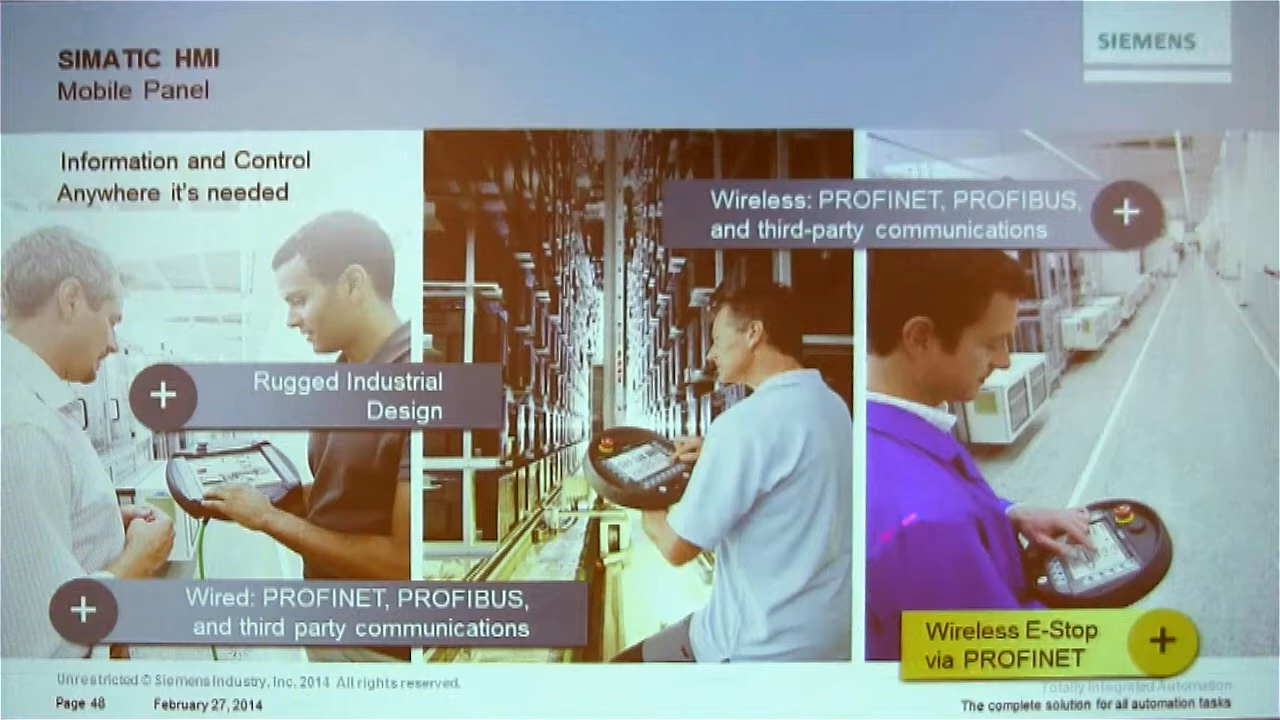 SIMATIC HMI
Mobile Panel
SIEMENS
Information and Control
Anywhere it's needed
Wireless: PROFINET, PROFIBUS,
and third-party communications
Rugged Industrial
Design
Wired: PROFINET, PROFIBUS,
and third party communications
Wireless E-Stop
via PROFINET
Unrestricted © Siemens Industry, Inc. 2014 All rights reserved.
Page 48 February 27, 2014
Totally Integrated Automation
The complete solution for all automation tasks